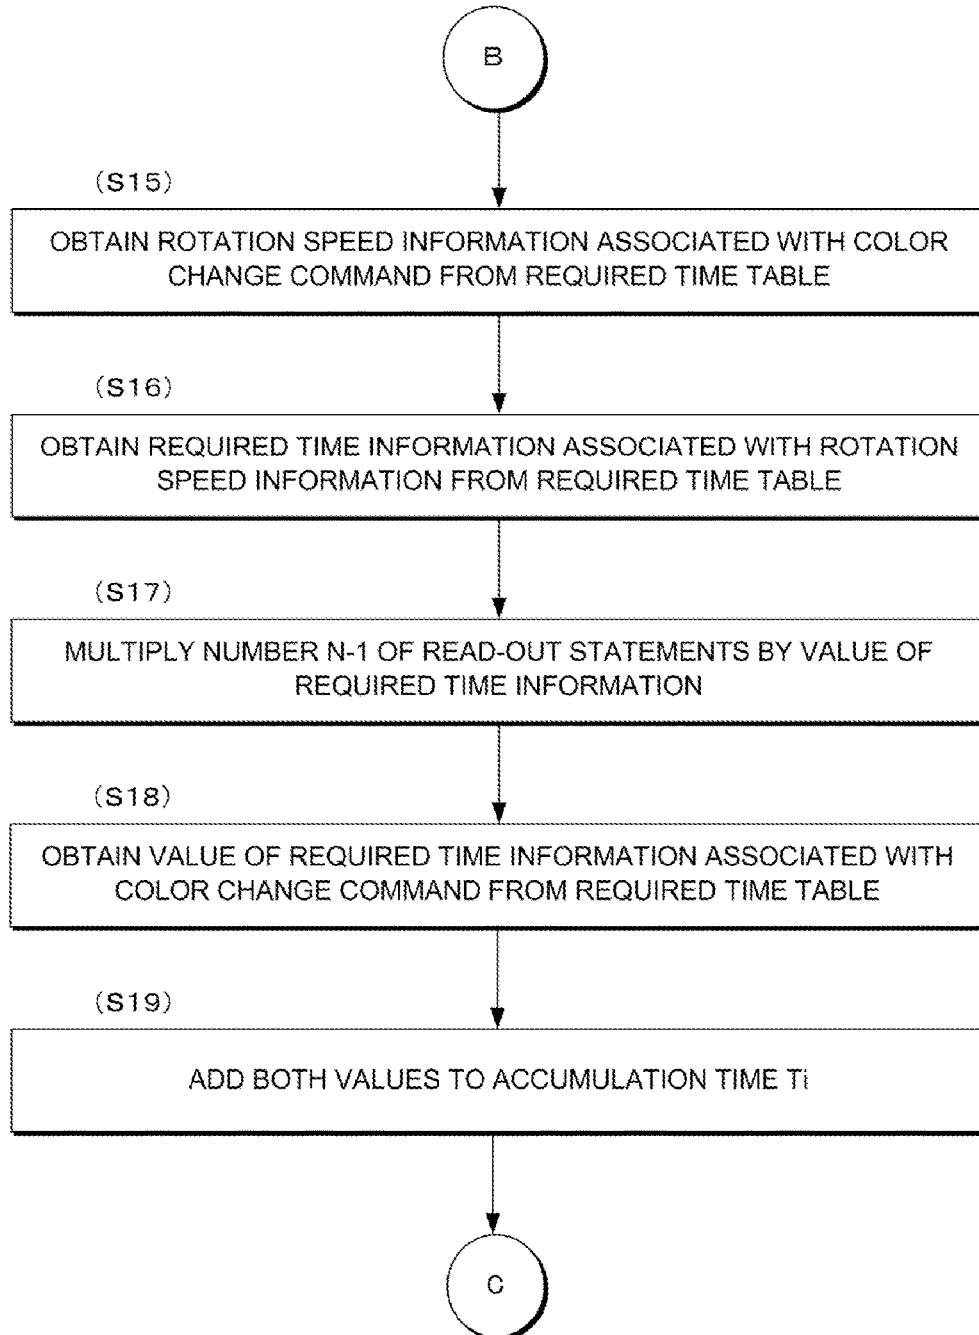 B
(S15)
OBTAIN ROTATION SPEED INFORMATION ASSOCIATED WITH COLOR
CHANGE COMMAND FROM REQUIRED TIME TABLE
(S16)
OBTAIN REQUIRED TIME INFORMATION ASSOCIATED WITH ROTATION
SPEED INFORMATION FROM REQUIRED TIME TABLE
(S17)
MULTIPLY NUMBER N-1 OF READ-OUT STATEMENTS BY VALUE OF
REQUIRED TIME INFORMATION
(S18)
OBTAIN VALUE OF REQUIRED TIME INFORMATION ASSOCIATED WITH
COLOR CHANGE COMMAND FROM REQUIRED TIME TABLE
(S19)
ADD BOTH VALUES TO ACCUMULATION TIME Ti
C